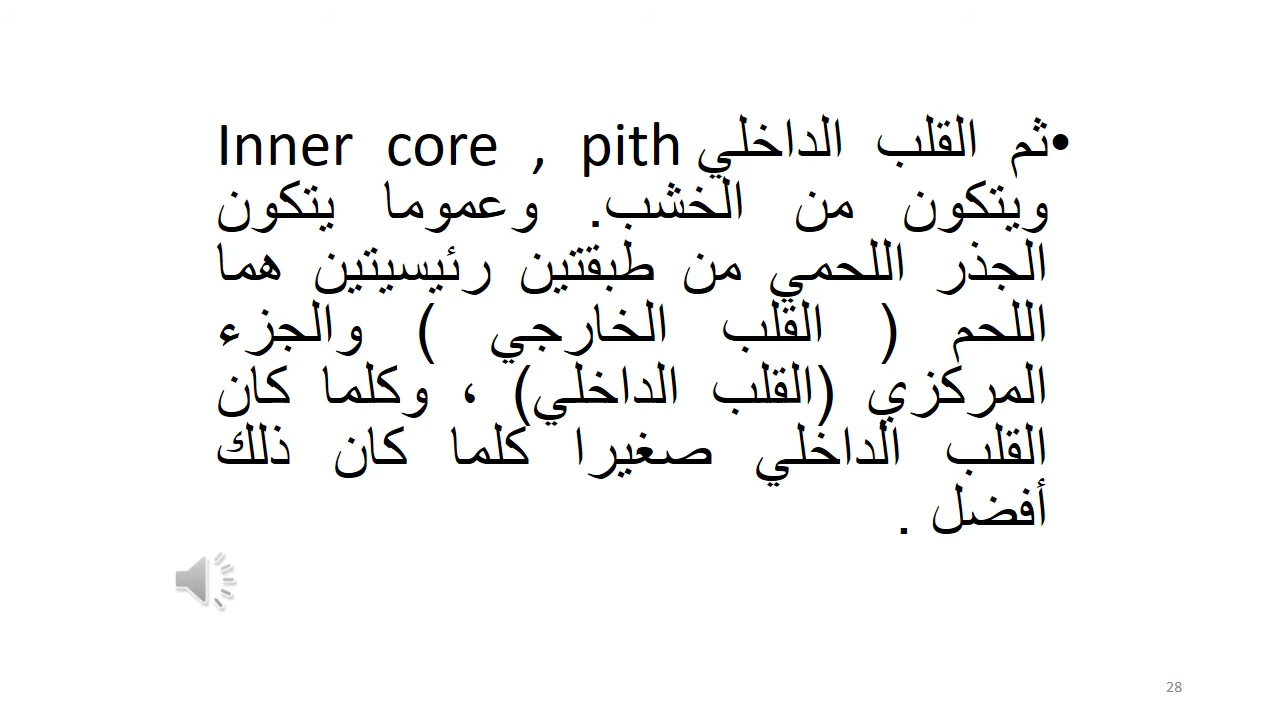 •ثم القلب الداخلي Inner core , pith
ويتكون من الخشب. وعموما يتكون
الجذر اللحمي من طبقتين رئيسيتين هما
اللحم ( القلب الخارجي ) والجزء
المركزي (القلب الداخلي) ، وكلما كان
القلب الداخلي صغيرا كلما كان ذلك
أفضل .
28